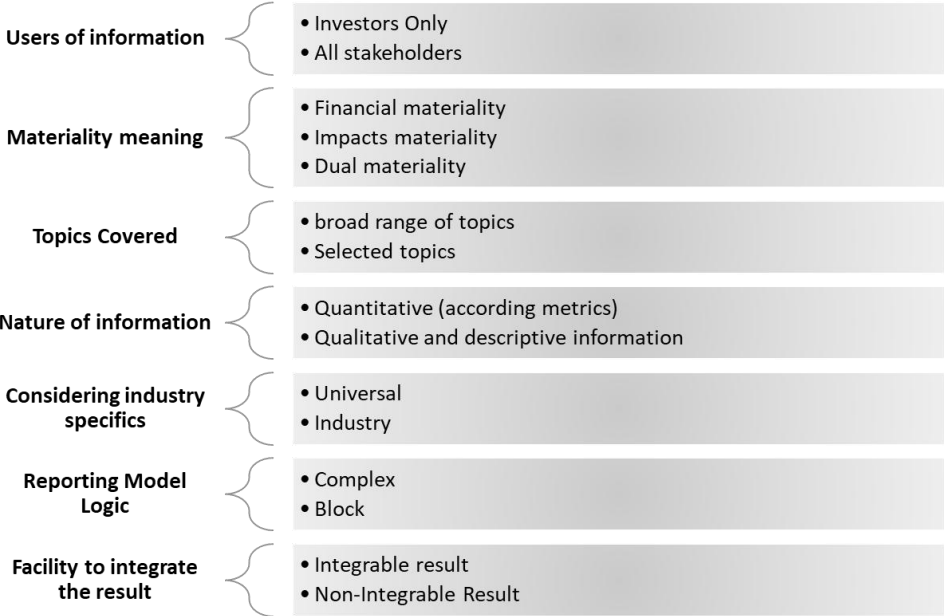 Users of information
• Investors Only
• All stakeholders
Materiality meaning
• Financial materiality
• Impacts materiality
• Dual materiality
Topics Covered
• broad range of topics
• Selected topics
Nature of information
• Quantitative (according metrics)
• Qualitative and descriptive information
Considering industry
specifics
• Universal
• Industry
Reporting Model
Logic
• Complex
• Block
Facility to integrate
the result
• Integrable result
• Non-Integrable Result